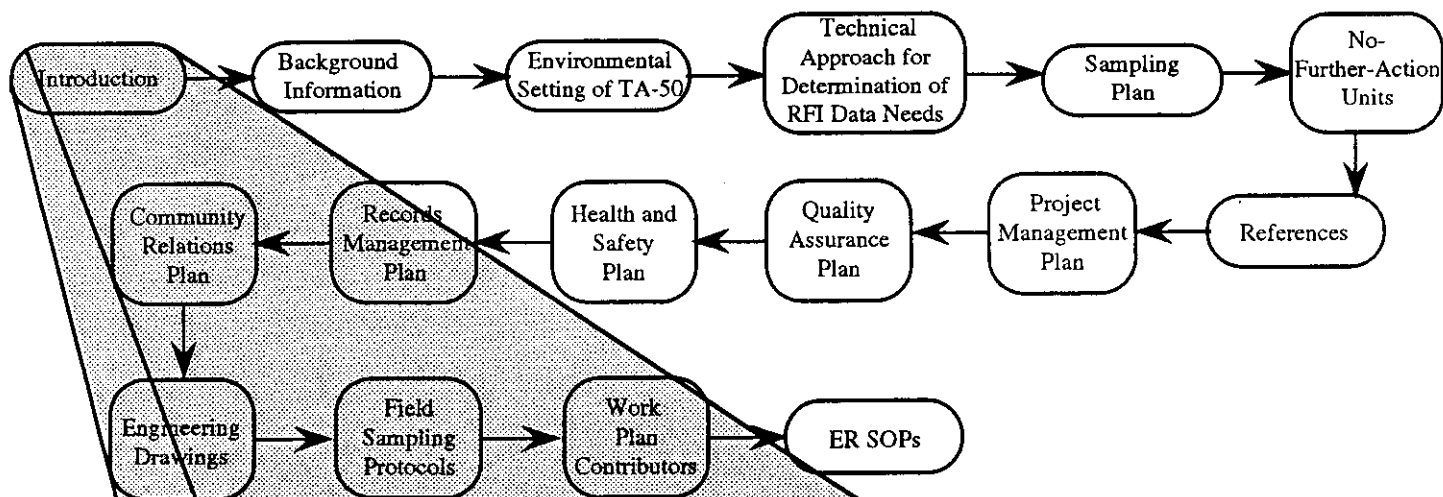 Introduction
Background
Information
Environmental
Setting of TA-50
Technical
Approach for
Determination of
RFI Data Needs
Sampling
Plan
No-
Further-Action
Units
References
Project
Management
Plan
Quality
Assurance
Plan
Health and
Safety
Plan
Records
Management
Plan
Community
Relations
Plan
Engineering
Drawings
Field
Sampling
Protocols
Work
Plan
Contributors
ER SOPs